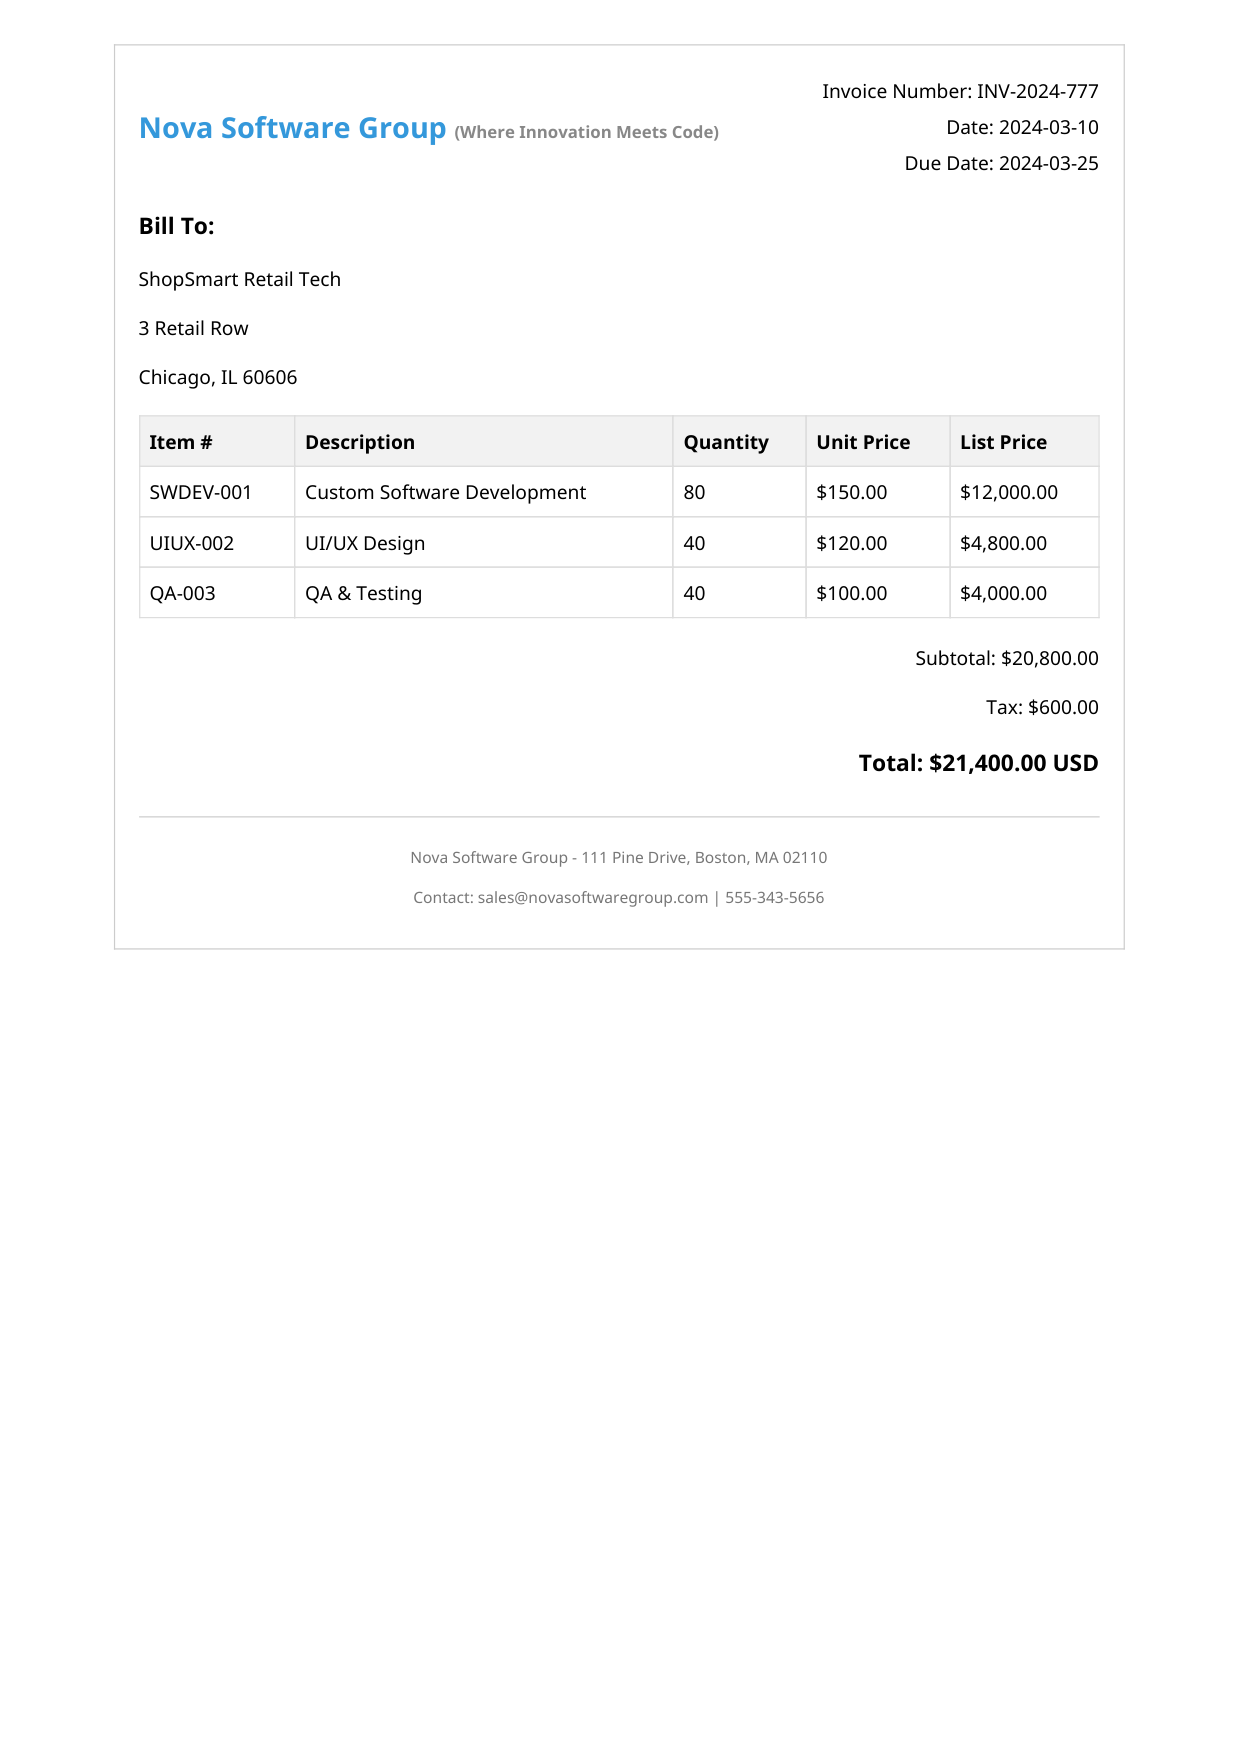 Invoice Number: INV-2024-777
Nova Software Group (Where Innovation Meets Code)
Date: 2024-03-10
Due Date: 2024-03-25
Bill To:
ShopSmart Retail Tech
3 Retail Row
Chicago, IL 60606
Item # Description Quantity Unit Price List Price
SWDEV-001 Custom Software Development 80 $150.00 $12,000.00
UIUX-002 UI/UX Design 40 $120.00 $4,800.00
QA-003 QA & Testing 40 $100.00 $4,000.00
Subtotal: $20,800.00
Tax: $600.00
Total: $21,400.00 USD
Nova Software Group - 111 Pine Drive, Boston, MA 02110
Contact: sales@novasoftwaregroup.com | 555-343-5656